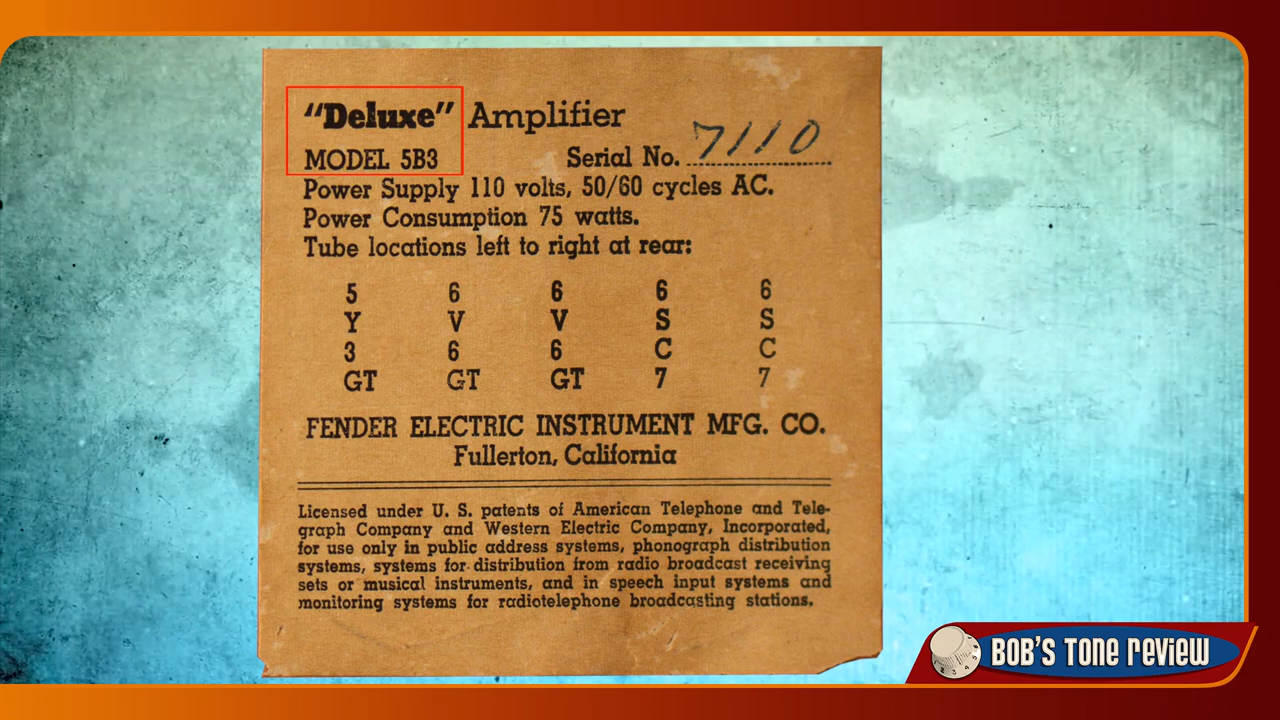 “Deluxe” Amplifier
MODEL 5B3 Serial No. 7110
Power Supply 110 volts, 50/60 cycles AC.
Power Consumption 75 watts.
Tube locations left to right at rear:
5 6 6 6 6
Y V V S S
3 6 6 C C
GT GT GT 7 7
FENDER ELECTRIC INSTRUMENT MFG. CO.
Fullerton, California
Licensed under U. S. patents of American Telephone and Tele-
graph Company and Western Electric Company, Incorporated,
for use only in public address systems, phonograph distribution
systems, systems for distribution from radio broadcast receiving
sets or musical instruments, and in speech input systems and
monitoring systems for radiotelephone broadcasting stations.
BOB'S TONE REVIEW